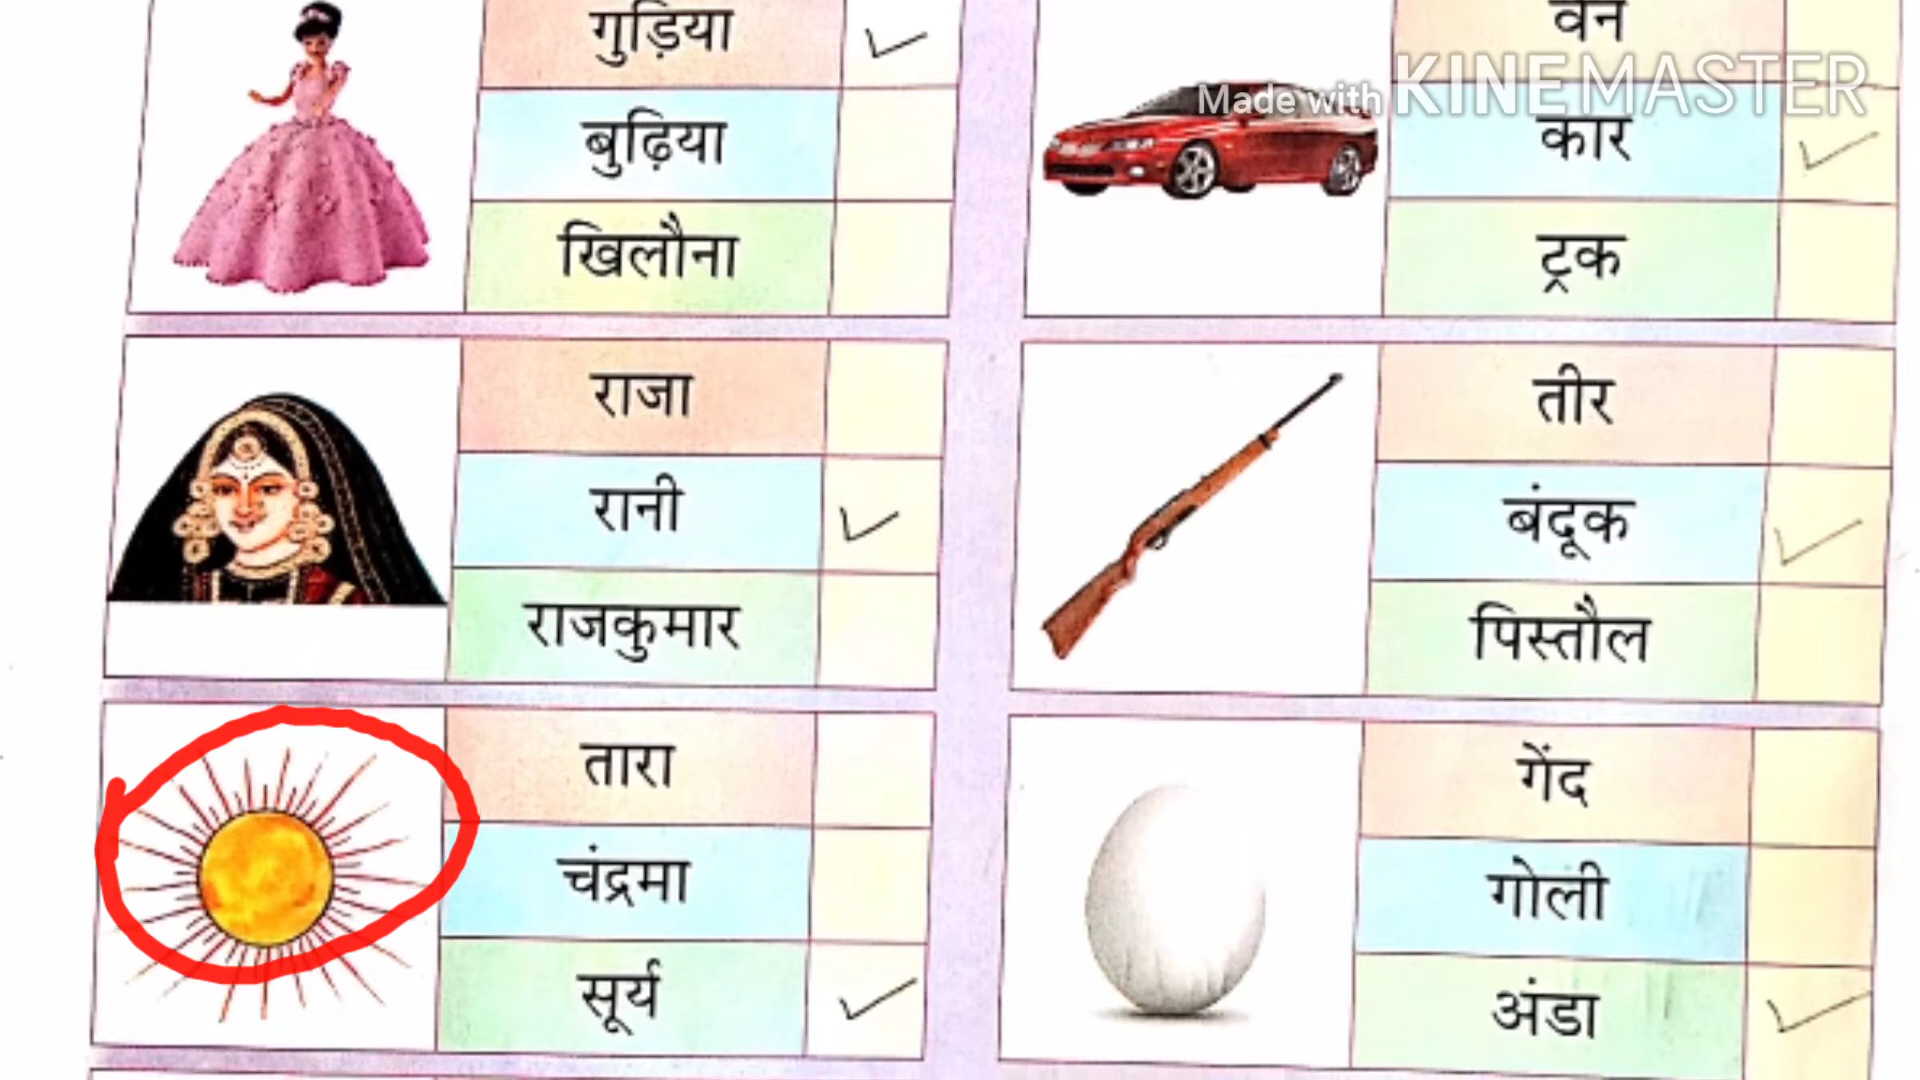 गुड़िया
बुढ़िया
खिलौना
वन
Made with KINEMASTER
कार
ट्रक
राजा
रानी
राजकुमार
तीर
बंदूक
पिस्तौल
तारा
चंद्रमा
सूर्य
गेंद
गोली
अंडा